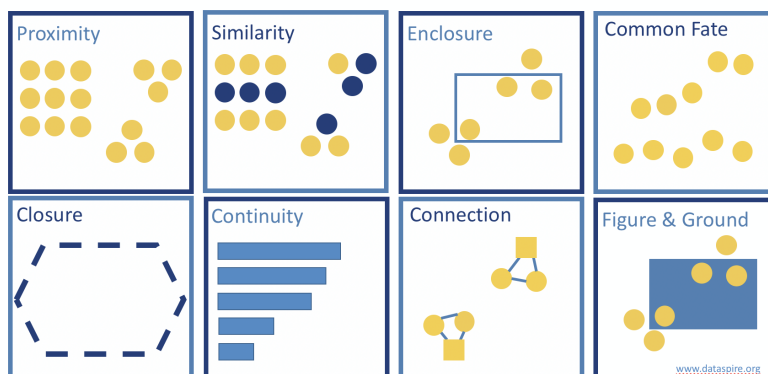 Proximity
Similarity
Enclosure
Common Fate
Closure
Continuity
Connection
Figure & Ground
www.dataspire.org